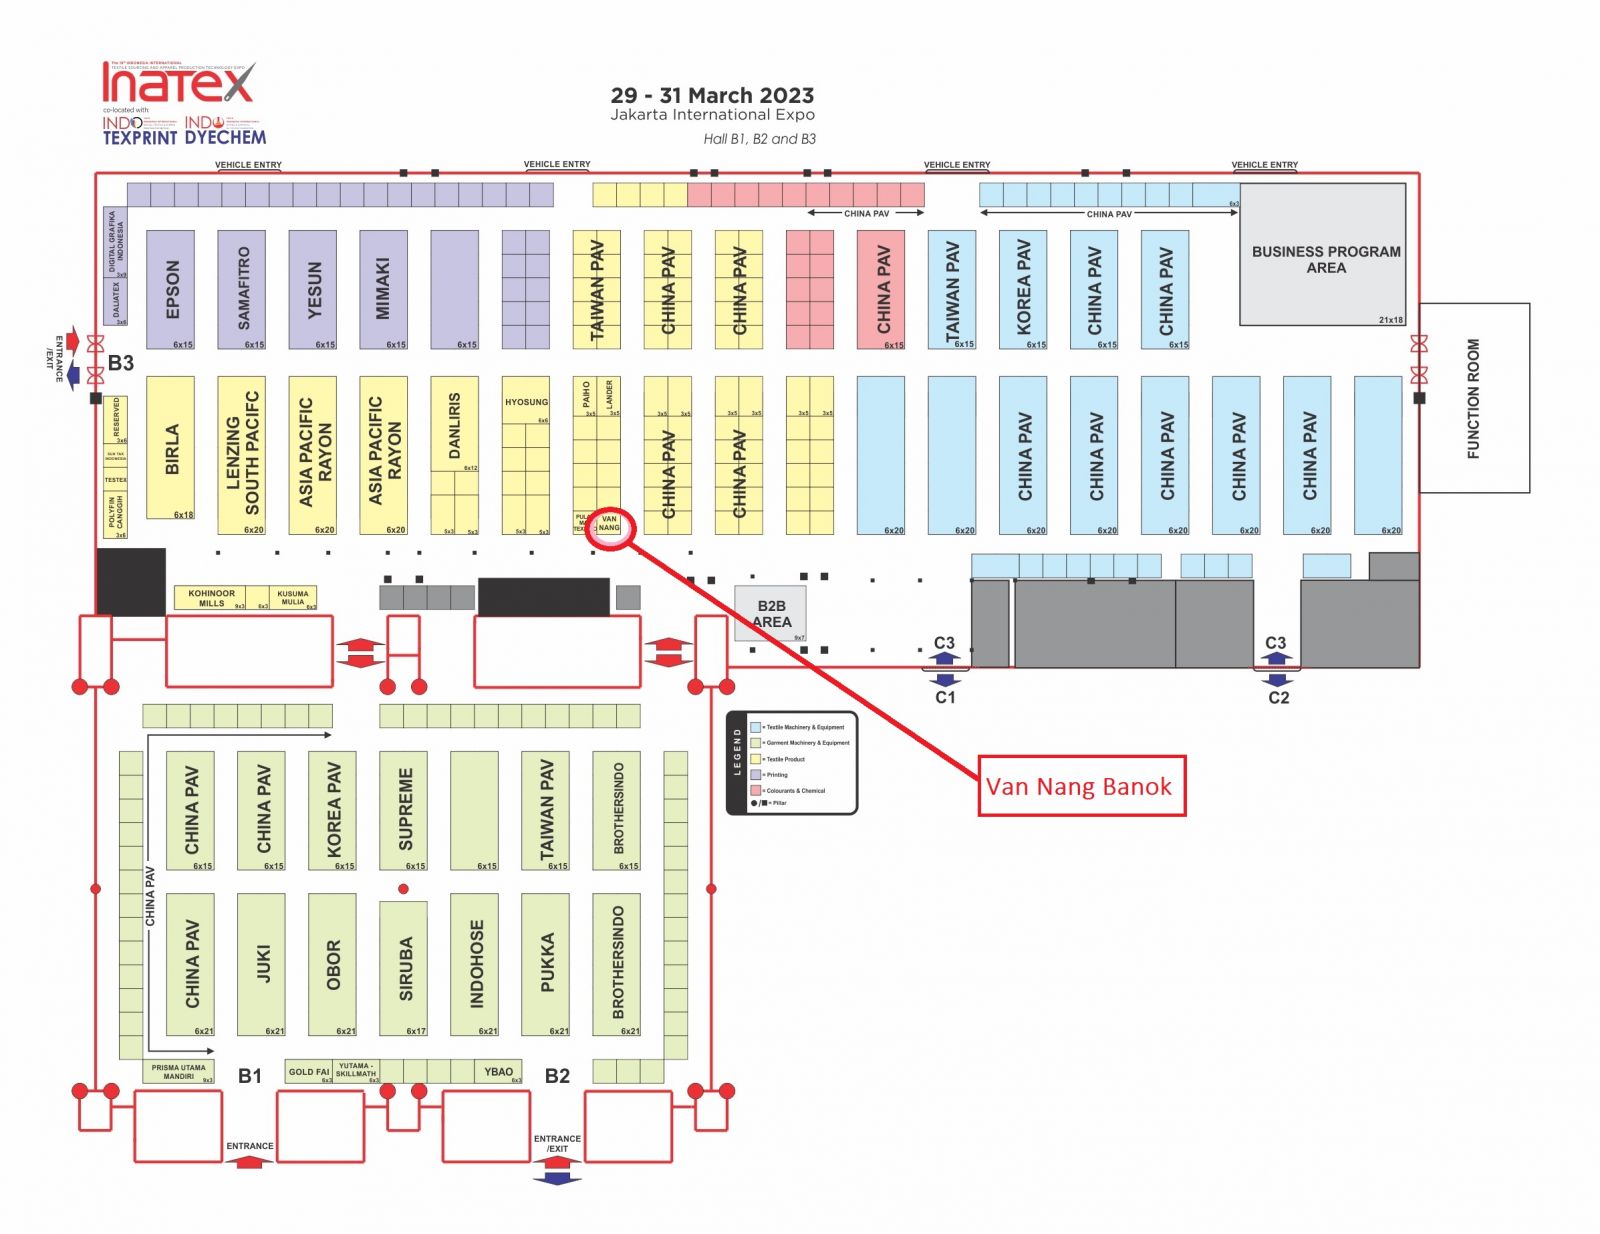 The 18th INDONESIA INTERNATIONAL
TEXTILE SOURCING AND APPAREL PRODUCTION TECHNOLOGY EXPO
Inatex
co-located with:
INDO
TEXPRINT
INDO
DYECHEM
29 - 31 March 2023
Jakarta International Expo
Hall B1, B2 and B3
VEHICLE ENTRY
VEHICLE ENTRY
VEHICLE ENTRY
VEHICLE ENTRY
CHINA PAV
6x3
CHINA PAV
DIGITAL GRAFIKA
INDONESIA
3x9
DALIATEX
3x6
EPSON
6x15
SAMAFITRO
6x15
YESUN
6x15
MIMAKI
6x15
6x15
TAIWAN PAV
CHINA PAV
CHINA PAV
CHINA PAV
6x15
TAIWAN PAV
6x15
KOREA PAV
6x15
CHINA PAV
6x15
CHINA PAV
6x15
BUSINESS PROGRAM
AREA
21x18
ENTRANCE
/EXIT
B3
FUNCTION ROOM
RESERVED
3x6
SUN TAK
INDONESIA
TESTEX
POLYFIN
CANGGIH
3x6
BIRLA
6x18
LENZING
SOUTH PACIFC
6x20
ASIA PACIFIC
RAYON
6x20
ASIA PACIFIC
RAYON
6x20
DANLIRIS
6x12
5x3
5x3
HYOSUNG
6x6
5x3
5x3
PAIHO
3x5
LANDER
3x5
VAN
NANG
3x5
3x5
CHINA PAV
3x5
3x5
CHINA PAV
3x5
3x5
6x20
6x20
CHINA PAV
6x20
CHINA PAV
6x20
CHINA PAV
6x20
CHINA PAV
6x20
CHINA PAV
6x20
6x20
KOHINOOR
MILLS
9x3
6x3
KUSUMA
MULIA
6x3
B2B
AREA
9x7
C3
C1
C3
C2
LEGEND
= Textile Machinery & Equipment
= Garment Machinery & Equipment
= Textile Product
= Printing
= Colourants & Chemical
/ = Pillar
Van Nang Banok
CHINA PAV
CHINA PAV
6x15
CHINA PAV
6x15
KOREA PAV
6x15
SUPREME
6x15
6x15
TAIWAN PAV
6x15
BROTHERSINDO
6x15
CHINA PAV
6x21
JUKI
6x21
OBOR
6x21
SIRUBA
6x17
INDOHOSE
6x21
PUKKA
6x21
BROTHERSINDO
6x21
PRISMA UTAMA
MANDIRI
9x3
B1
GOLD FAI
6x3
YUTAMA -
SKILLMATH
6x3
YBAO
6x3
B2
ENTRANCE
ENTRANCE
/EXIT